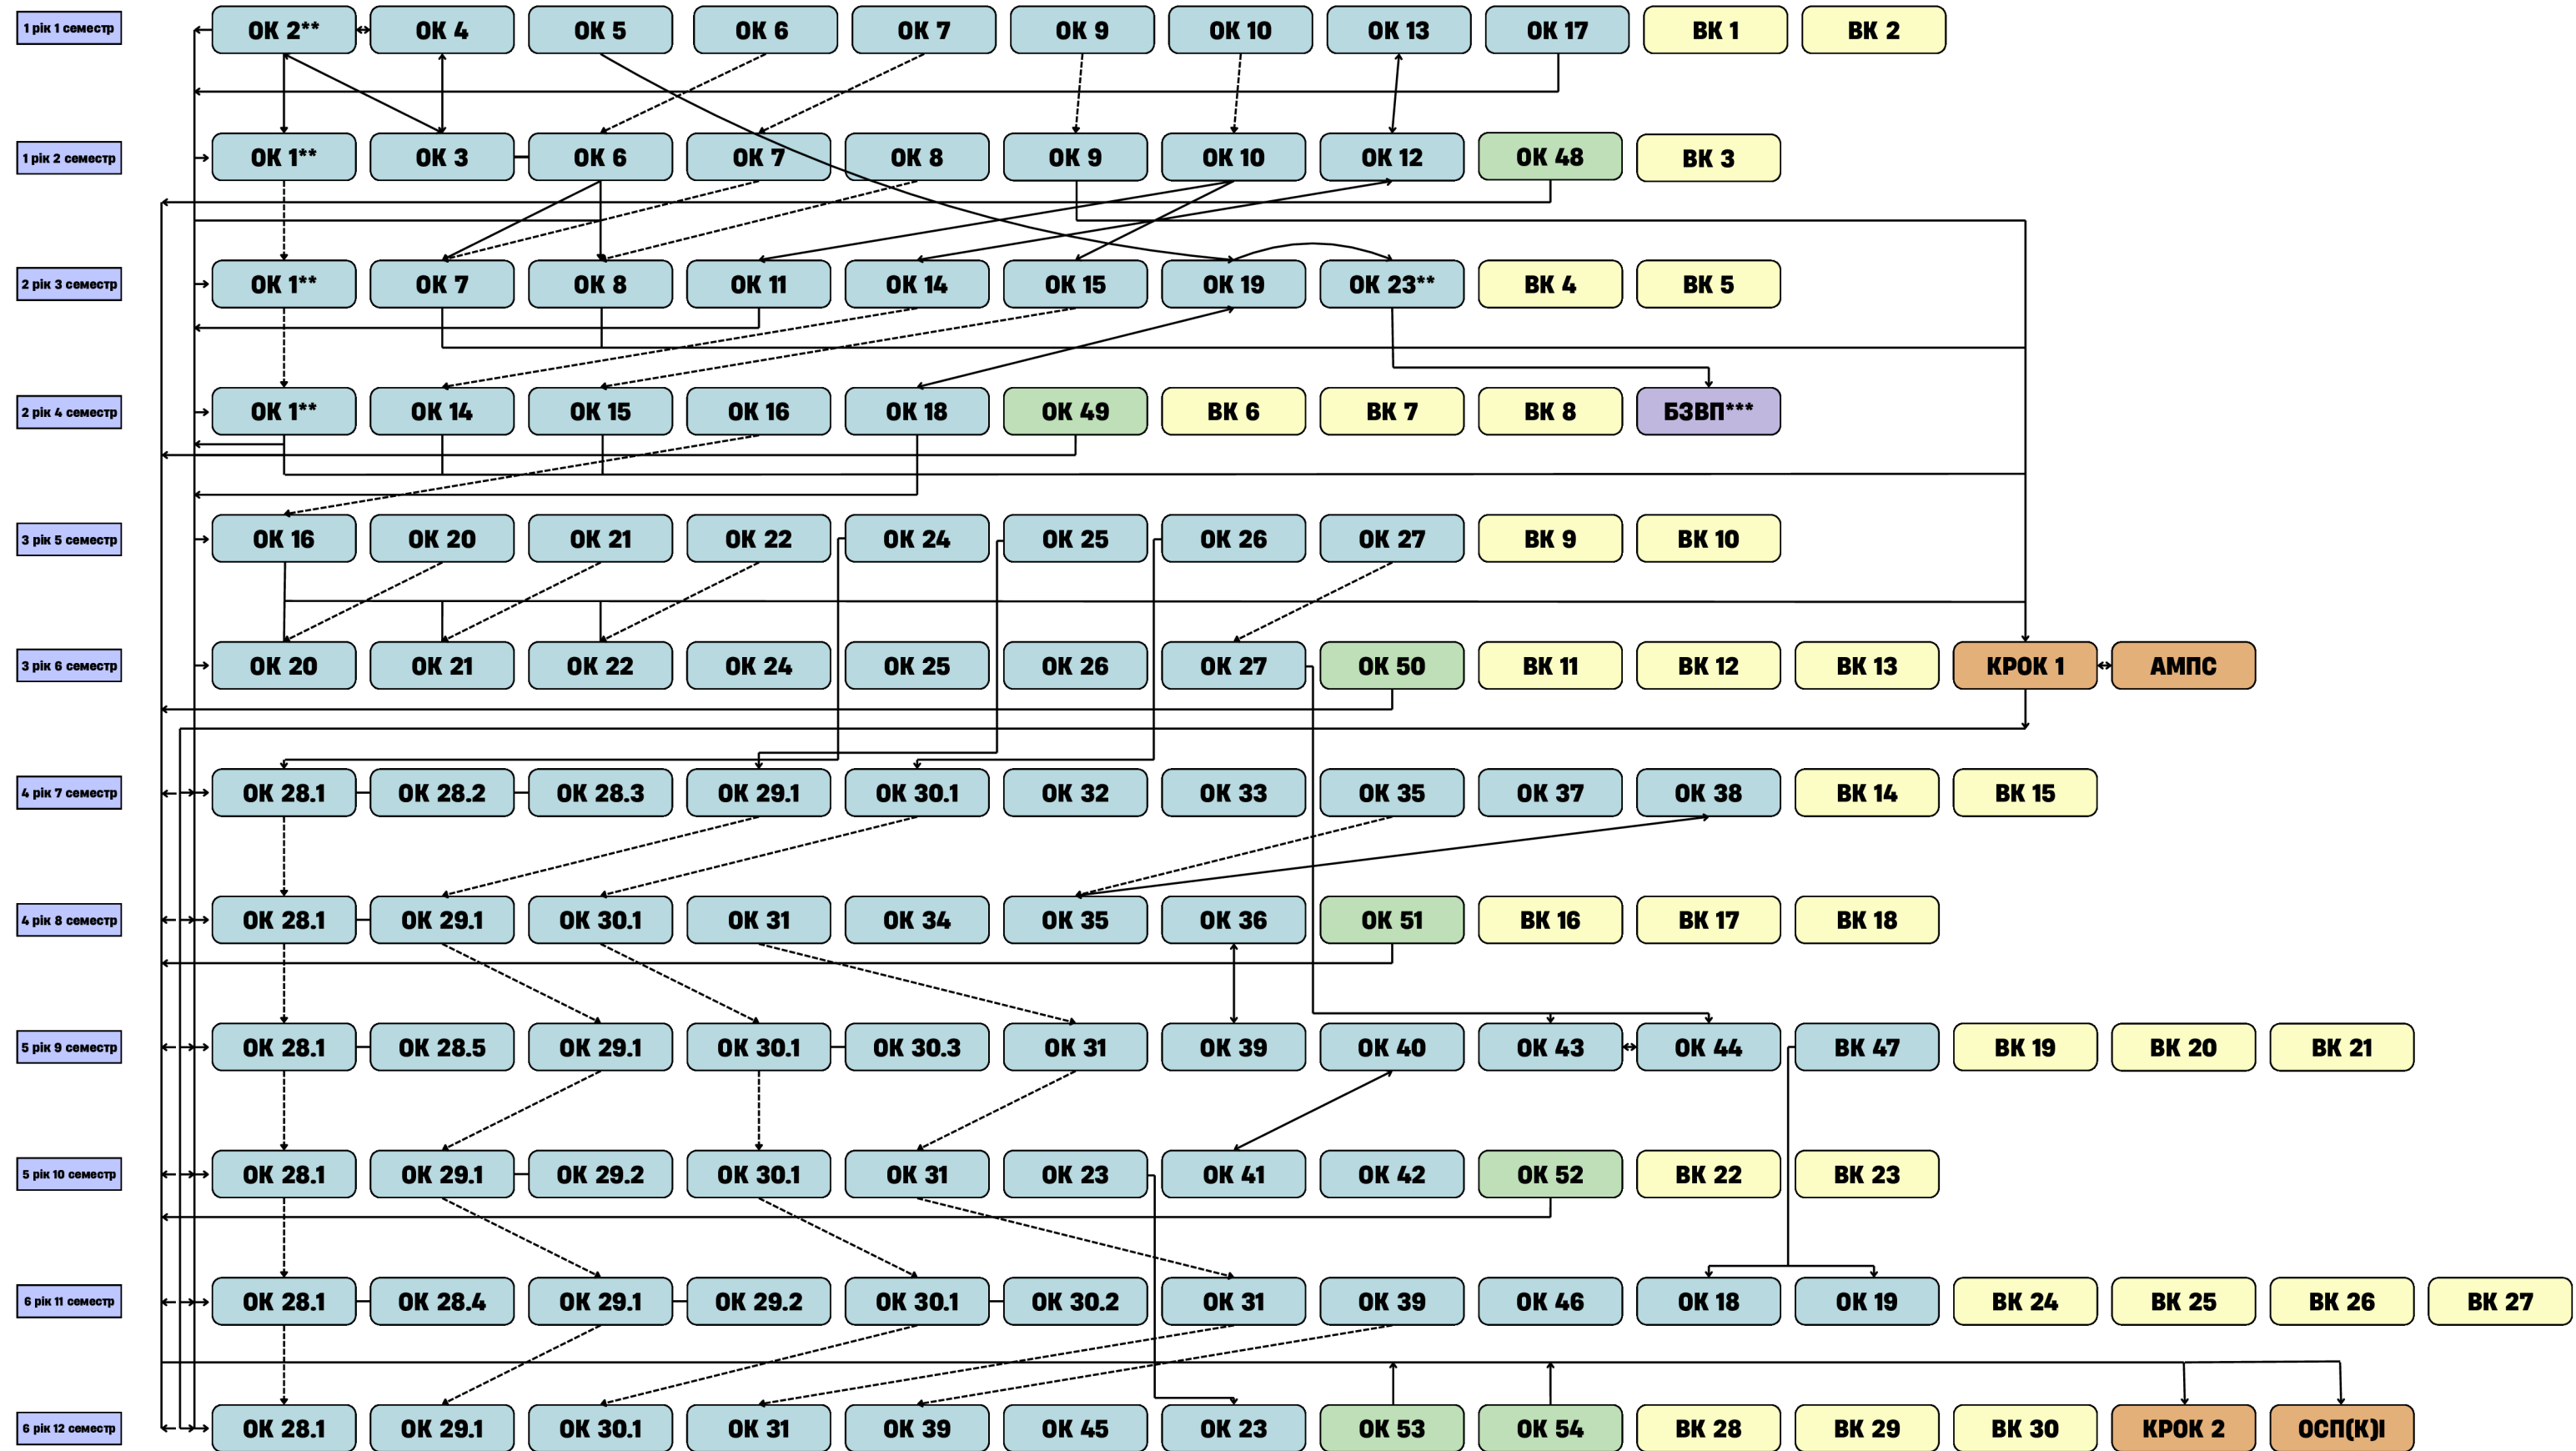 1 рік 1 семестр ОК 2** ОК 4 ОК 5 ОК 6 ОК 7 ОК 9 ОК 10 ОК 13 ОК 17 ВК 1 ВК 2
1 рік 2 семестр ОК 1** ОК 3 ОК 6 ОК 7 ОК 8 ОК 9 ОК 10 ОК 12 ОК 48 ВК 3
2 рік 3 семестр ОК 1** ОК 7 ОК 8 ОК 11 ОК 14 ОК 15 ОК 19 ОК 23** ВК 4 ВК 5
2 рік 4 семестр ОК 1** ОК 14 ОК 15 ОК 16 ОК 18 ОК 49 ВК 6 ВК 7 ВК 8 БЗВП***
3 рік 5 семестр ОК 16 ОК 20 ОК 21 ОК 22 ОК 24 ОК 25 ОК 26 ОК 27 ВК 9 ВК 10
3 рік 6 семестр ОК 20 ОК 21 ОК 22 ОК 24 ОК 25 ОК 26 ОК 27 ОК 50 ВК 11 ВК 12 ВК 13 КРОК 1 АМПС
4 рік 7 семестр ОК 28.1 ОК 28.2 ОК 28.3 ОК 29.1 ОК 30.1 ОК 32 ОК 33 ОК 35 ОК 37 ОК 38 ВК 14 ВК 15
4 рік 8 семестр ОК 28.1 ОК 29.1 ОК 30.1 ОК 31 ОК 34 ОК 35 ОК 36 ОК 51 ВК 16 ВК 17 ВК 18
5 рік 9 семестр ОК 28.1 ОК 28.5 ОК 29.1 ОК 30.1 ОК 30.3 ОК 31 ОК 39 ОК 40 ОК 43 ОК 44 ВК 47 ВК 19 ВК 20 ВК 21
5 рік 10 семестр ОК 28.1 ОК 29.1 ОК 29.2 ОК 30.1 ОК 31 ОК 23 ОК 41 ОК 42 ОК 52 ВК 22 ВК 23
6 рік 11 семестр ОК 28.1 ОК 28.4 ОК 29.1 ОК 29.2 ОК 30.1 ОК 30.2 ОК 31 ОК 39 ОК 46 ОК 18 ОК 19 ВК 24 ВК 25 ВК 26 ВК 27
6 рік 12 семестр ОК 28.1 ОК 29.1 ОК 30.1 ОК 31 ОК 39 ОК 45 ОК 23 ОК 53 ОК 54 ВК 28 ВК 29 ВК 30 КРОК 2 ОСП(К)І